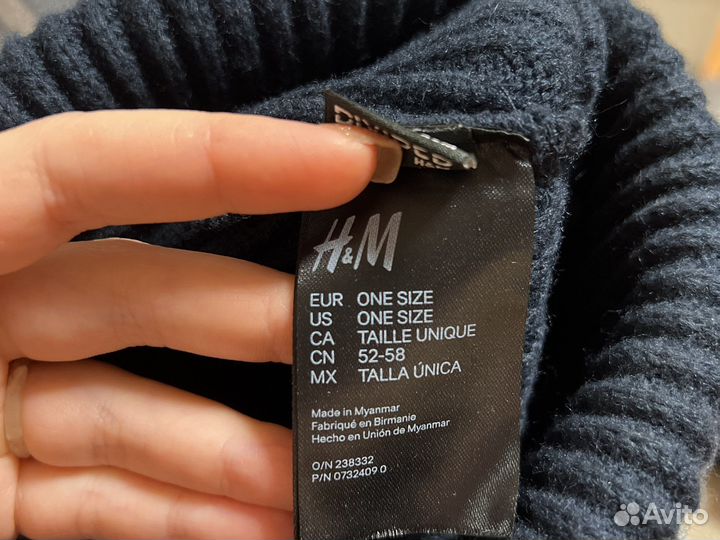 DIVIDED
H&M
EUR ONE SIZE
US ONE SIZE
CA TAILLE UNIQUE
CN 52-58
MX TALLA ÚNICA
Made in Myanmar
Fabriqué en Birmanie
Hecho en Unión de Myanmar
O/N 238332
P/N 0732409 0
Avito